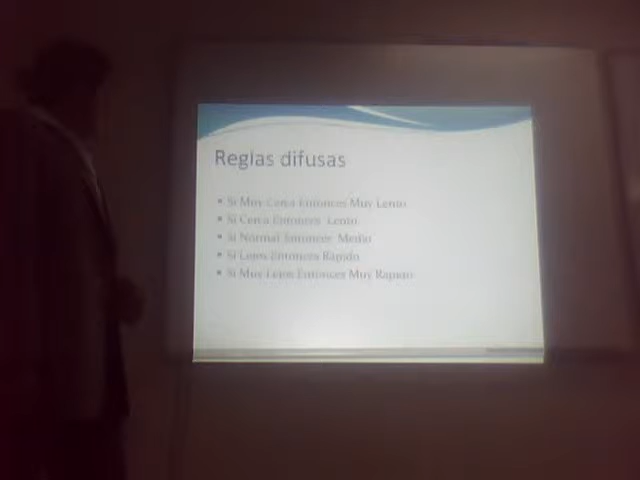 Reglas difusas
Si Muy Cerca Entonces Muy Lento
Si Cerca Entonces Lento
Si Normal Entonces Medio
Si Lejos Entonces Rapido
Si Muy Lejos Entonces Muy Rapido